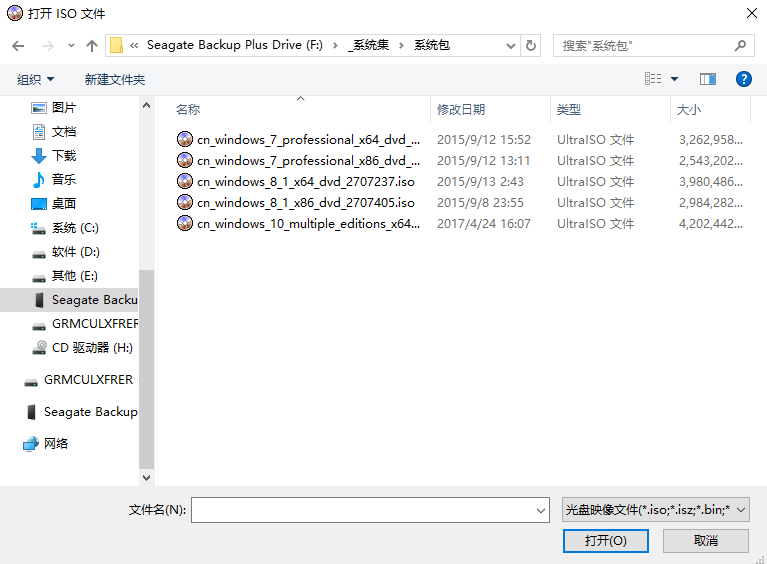 打开 ISO 文件
« Seagate Backup Plus Drive (F:) › _系统集 › 系统包
搜索"系统包"
组织 新建文件夹
名称 修改日期 类型 大小
图片
文档
下载
音乐
桌面
系统 (C:)
软件 (D:)
其他 (E:)
Seagate Backu
GRMCULXFRER
CD 驱动器 (H:)
GRMCULXFRER
Seagate Backup
网络
cn_windows_7_professional_x64_dvd_... 2015/9/12 15:52 UltraISO 文件 3,262,958...
cn_windows_7_professional_x86_dvd_... 2015/9/12 13:11 UltraISO 文件 2,543,202...
cn_windows_8_1_x64_dvd_2707237.iso 2015/9/13 2:43 UltraISO 文件 3,980,486...
cn_windows_8_1_x86_dvd_2707405.iso 2015/9/8 23:55 UltraISO 文件 2,984,282...
cn_windows_10_multiple_editions_x64... 2017/4/24 16:07 UltraISO 文件 4,202,442...
文件名(N): 光盘映像文件(*.iso;*.isz;*.bin;*
打开(O) 取消